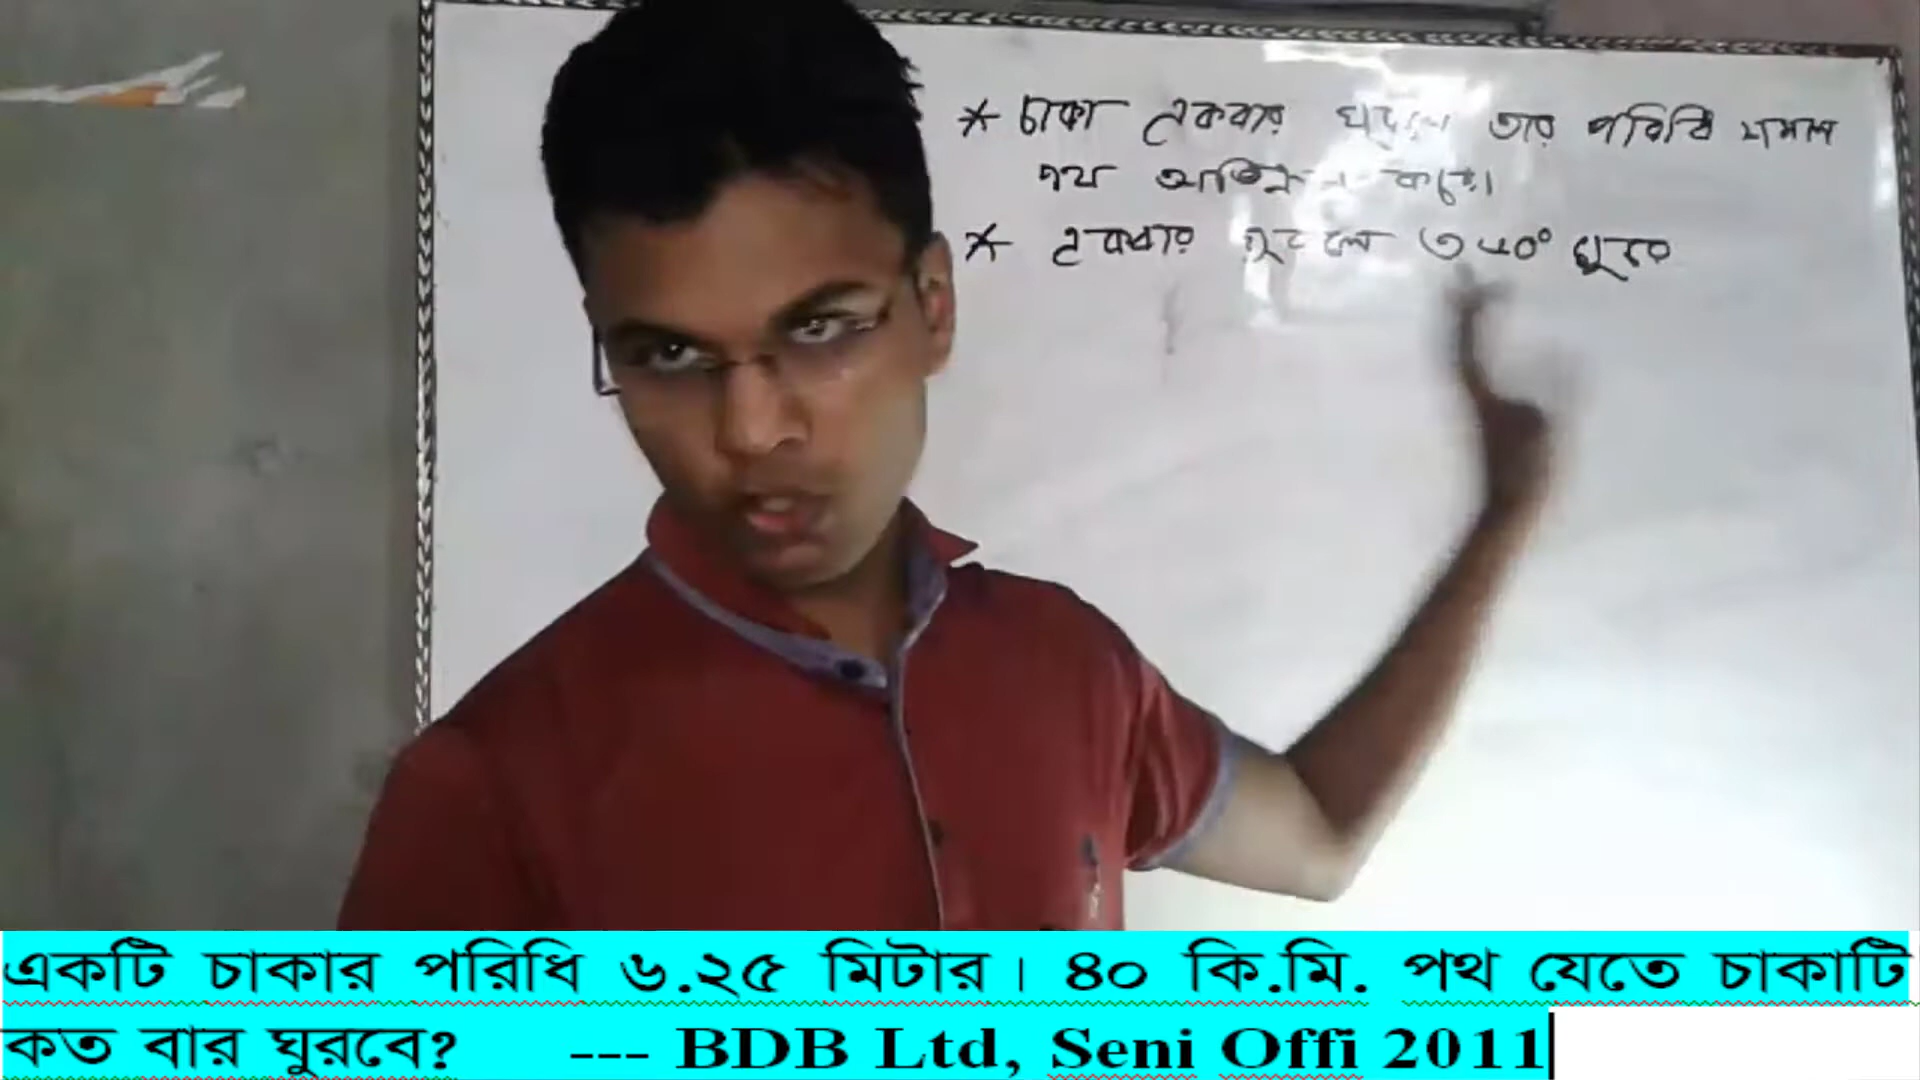 * চাকা একবার ঘুরলে তার পরিধি সমান
পথ অতিক্রম করে।
* একবার ঘুরলে ৩৬০° ঘুরে
একটি চাকার পরিধি ৬.২৫ মিটার। ৪০ কি.মি. পথ যেতে চাকাটি
কত বার ঘুরবে? --- BDB Ltd, Seni Offi 2011